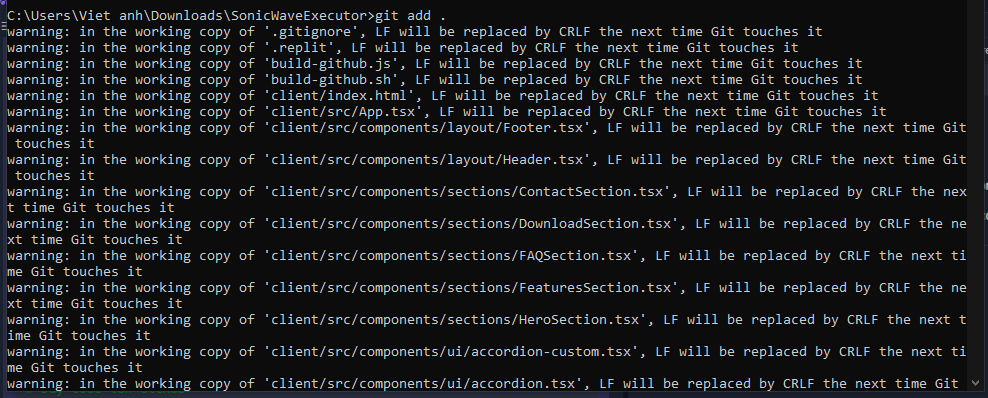 C:\Users\Viet anh\Downloads\SonicWaveExecutor>git add .
warning: in the working copy of '.gitignore', LF will be replaced by CRLF the next time Git touches it
warning: in the working copy of '.replit', LF will be replaced by CRLF the next time Git touches it
warning: in the working copy of 'build-github.js', LF will be replaced by CRLF the next time Git touches it
warning: in the working copy of 'build-github.sh', LF will be replaced by CRLF the next time Git touches it
warning: in the working copy of 'client/index.html', LF will be replaced by CRLF the next time Git touches it
warning: in the working copy of 'client/src/App.tsx', LF will be replaced by CRLF the next time Git touches it
warning: in the working copy of 'client/src/components/layout/Footer.tsx', LF will be replaced by CRLF the next time Git
 touches it
warning: in the working copy of 'client/src/components/layout/Header.tsx', LF will be replaced by CRLF the next time Git
 touches it
warning: in the working copy of 'client/src/components/sections/ContactSection.tsx', LF will be replaced by CRLF the nex
t time Git touches it
warning: in the working copy of 'client/src/components/sections/DownloadSection.tsx', LF will be replaced by CRLF the ne
xt time Git touches it
warning: in the working copy of 'client/src/components/sections/FAQSection.tsx', LF will be replaced by CRLF the next ti
me Git touches it
warning: in the working copy of 'client/src/components/sections/FeaturesSection.tsx', LF will be replaced by CRLF the ne
xt time Git touches it
warning: in the working copy of 'client/src/components/sections/HeroSection.tsx', LF will be replaced by CRLF the next t
ime Git touches it
warning: in the working copy of 'client/src/components/ui/accordion-custom.tsx', LF will be replaced by CRLF the next ti
me Git touches it
warning: in the working copy of 'client/src/components/ui/accordion.tsx', LF will be replaced by CRLF the next time Git